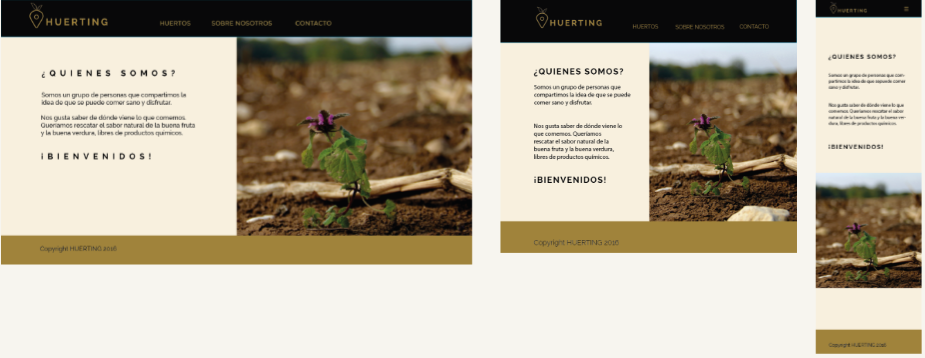 HUERTING
HUERTOS SOBRE NOSOTROS CONTACTO
¿QUIENES SOMOS?
Somos un grupo de personas que compartimos la
idea de que se puede comer sano y disfrutar.
Nos gusta saber de dónde viene lo que comemos.
Queriamos rescatar el sabor natural de la buena fruta
y la buena verdura, libres de productos químicos.
¡BIENVENIDOS!
Copyright HUERTING 2016
HUERTING
HUERTOS SOBRE NOSOTROS CONTACTO
¿QUIENES SOMOS?
Somos un grupo de personas que
compartimos la idea de que se puede
comer sano y disfrutar.
Nos gusta saber de dónde viene lo
que comemos. Queriamos
rescatar el sabor natural de la
buena fruta y la buena verdura,
libres de productos químicos.
¡BIENVENIDOS!
Copyright HUERTING 2016
HUERTING
¿QUIENES SOMOS?
Somos un grupo de personas que com-
partimos la idea de que se puede comer
sano y disfrutar.
Nos gusta saber de dónde viene lo que
comemos. Queriamos rescatar el sabor
natural de la buena fruta y la buena ver-
dura, libres de productos químicos.
¡BIENVENIDOS!
Copyright HUERTING 2016